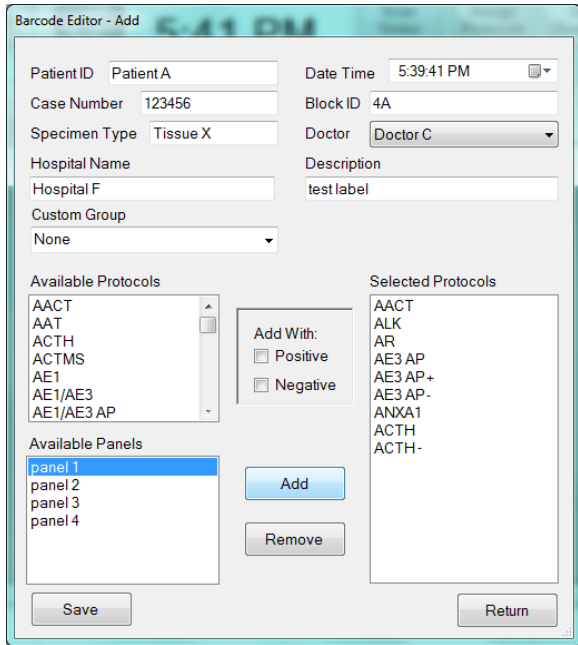 Barcode Editor - Add
5:41 PM
Patient ID Patient A
Date Time 5:39:41 PM
Case Number 123456
Block ID 4A
Specimen Type Tissue X
Doctor Doctor C
Hospital Name
Description
Hospital F
test label
Custom Group
None
Available Protocols
AACT
AAT
ACTH
ACTMS
AE1
AE1/AE3
AE1/AE3 AP
Add With:
Positive
Negative
Selected Protocols
AACT
ALK
AR
AE3 AP
AE3 AP+
AE3 AP-
ANXA1
ACTH
ACTH-
Available Panels
panel 1
panel 2
panel 3
panel 4
Add
Remove
Save
Return